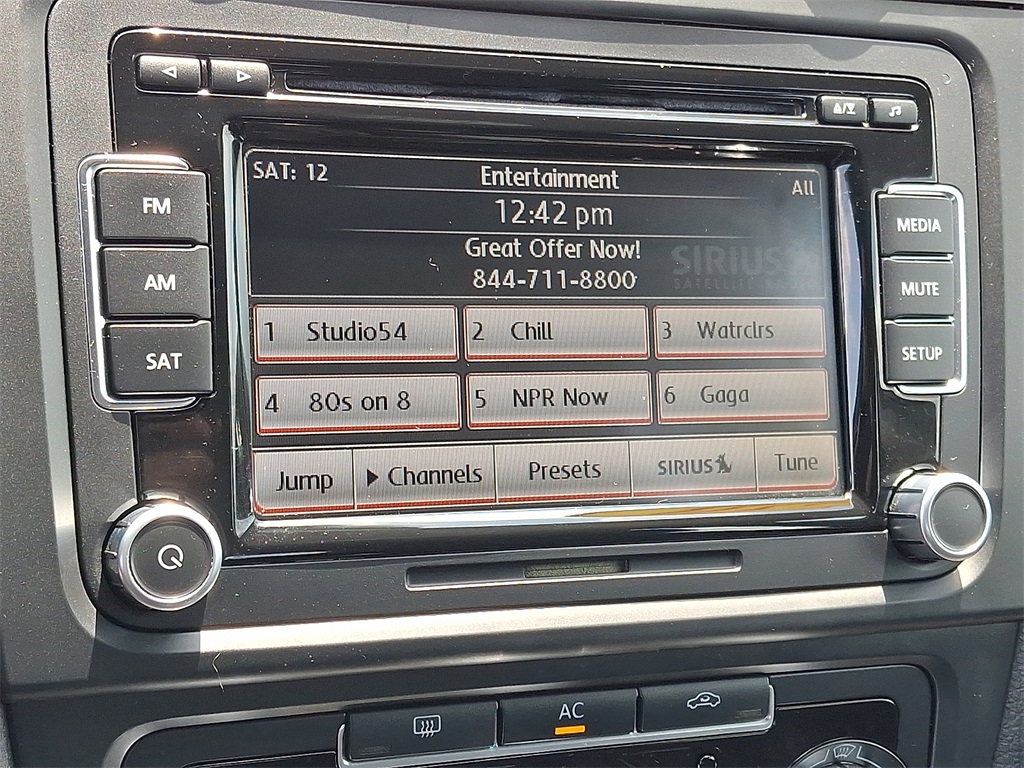 SAT: 12
Entertainment
All
12:42 pm
Great Offer Now!
844-711-8800
SIRIUS
SATELLITE RADIO
FM
AM
SAT
MEDIA
MUTE
SETUP
1 Studio54
2 Chill
3 Watrclrs
4 80s on 8
5 NPR Now
6 Gaga
Jump
Channels
Presets
SIRIUS
Tune
AC